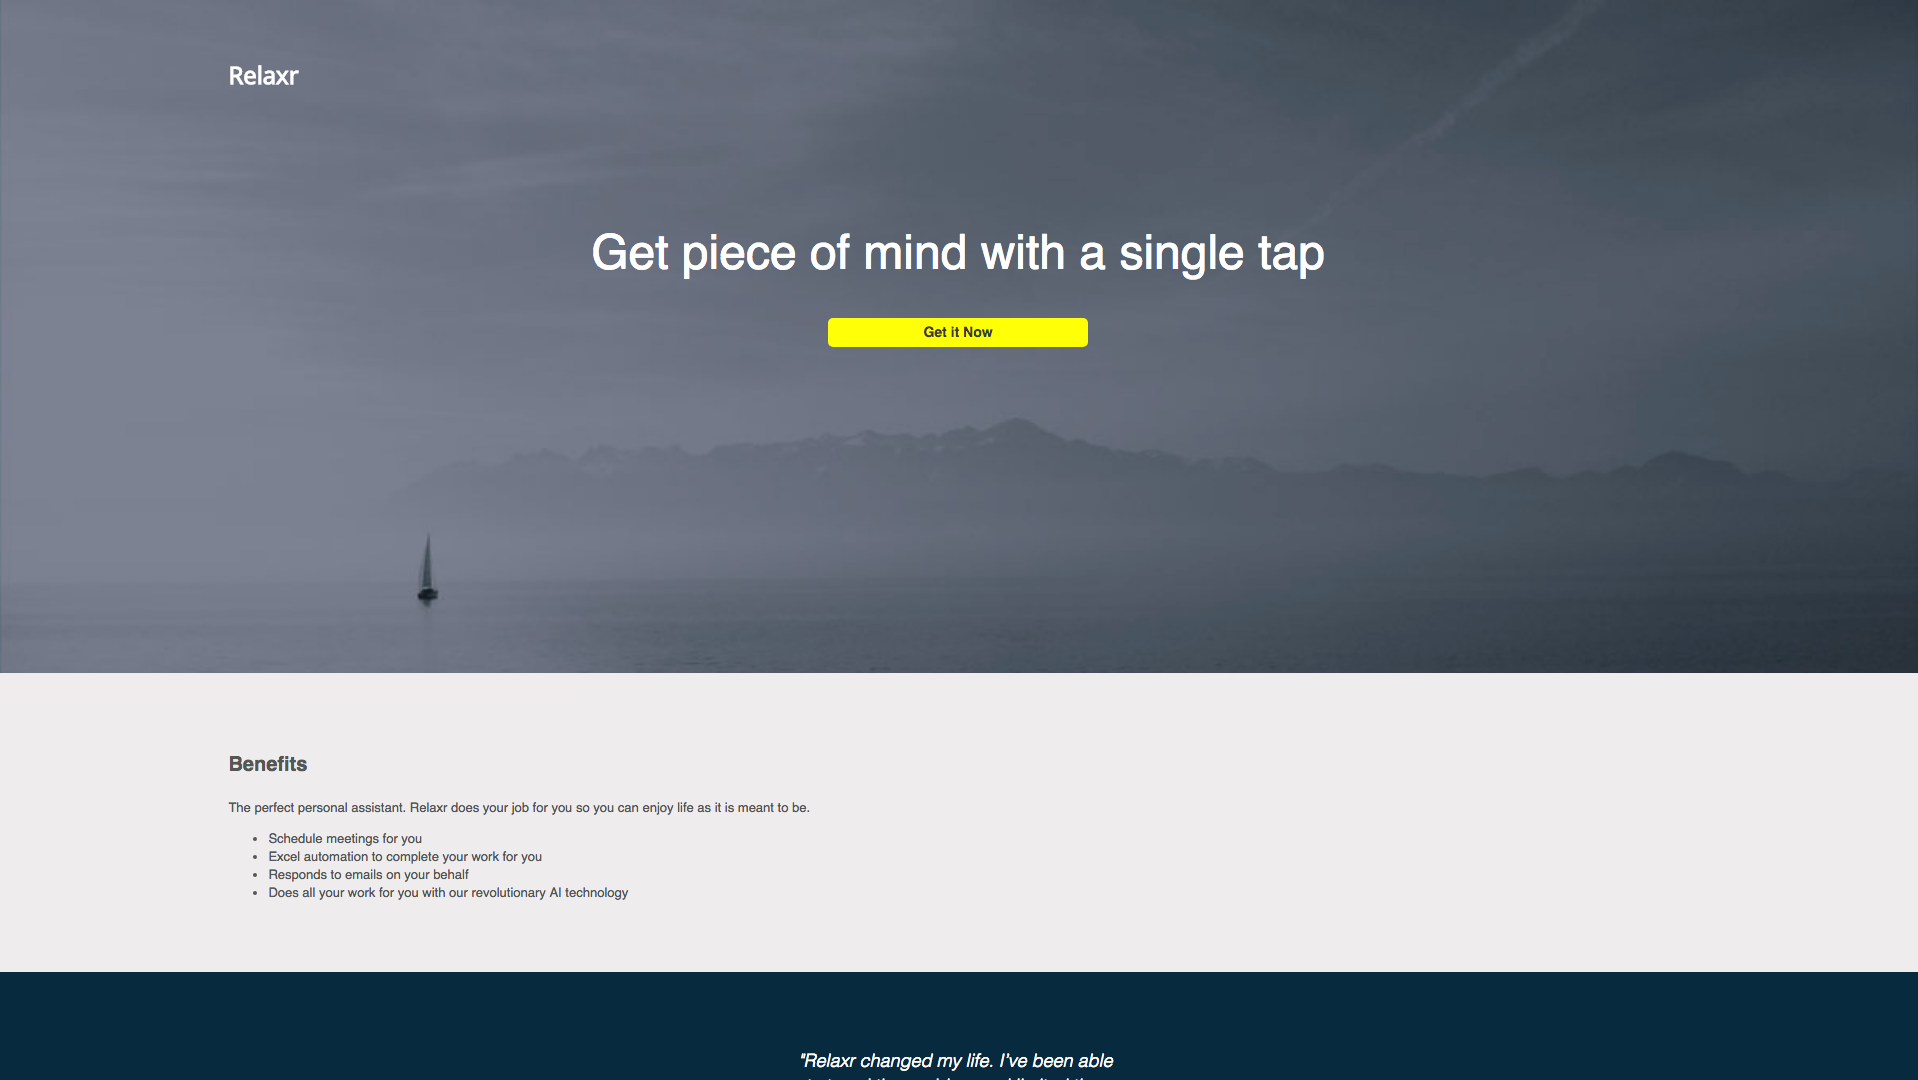 Relaxr
Get piece of mind with a single tap
Get it Now
Benefits
The perfect personal assistant. Relaxr does your job for you so you can enjoy life as it is meant to be.
• Schedule meetings for you
• Excel automation to complete your work for you
• Responds to emails on your behalf
• Does all your work for you with our revolutionary AI technology
"Relaxr changed my life. I've been able